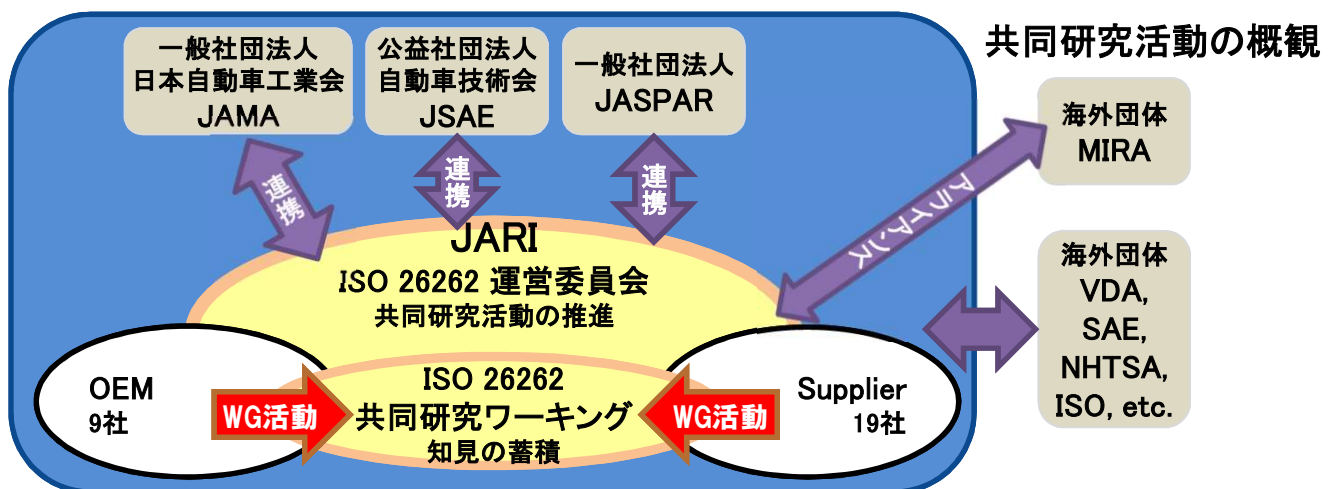 共同研究活動の概観
一般社団法人
日本自動車工業会
JAMA
公益社団法人
自動車技術会
JSAE
一般社団法人
JASPAR
海外団体
MIRA
連携
連携
連携
アライアンス
JARI
ISO 26262 運営委員会
共同研究活動の推進
海外団体
VDA,
SAE,
NHTSA,
ISO, etc.
OEM
9社
WG活動
ISO 26262
共同研究ワーキング
知見の蓄積
WG活動
Supplier
19社